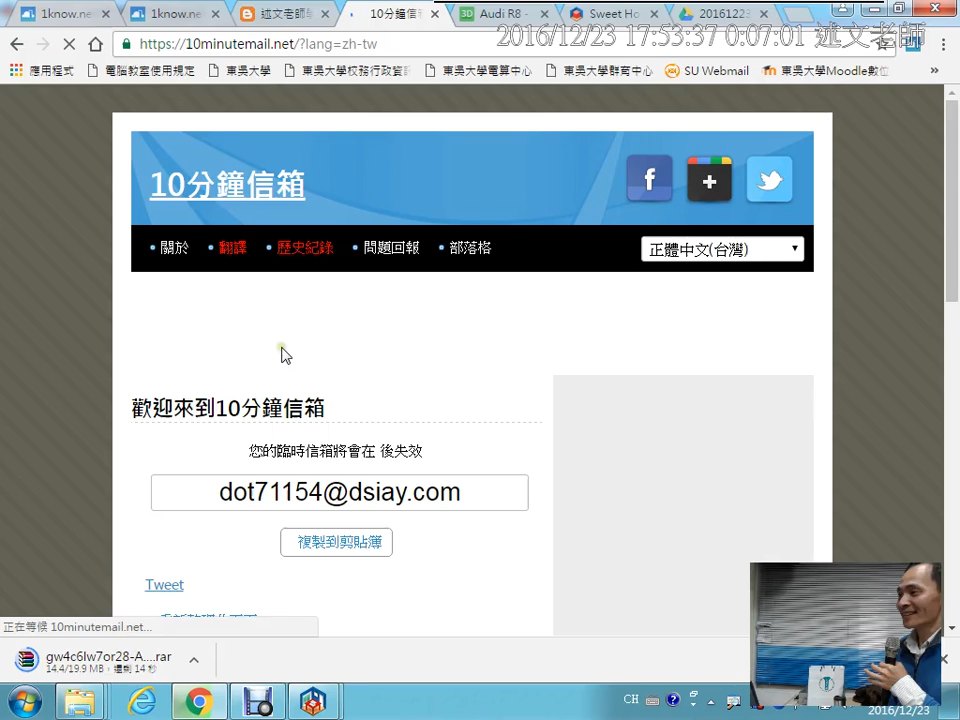 1know.ne
1know.ne
述文老師
10分鐘信箱
Audi R8 -
Sweet Ho
20161223
https://10minutemail.net/?lang=zh-tw
2016/12/23 17:53:37 0:07:01 述文老師
應用程式
電腦教室使用規定
東吳大學
東吳大學校務行政資訊
東吳大學電算中心
東吳大學群育中心
SU Webmail
東吳大學Moodle數位
»
10分鐘信箱
關於
翻譯
歷史紀錄
問題回報
部落格
正體中文(台灣)
歡迎來到10分鐘信箱
您的臨時信箱將會在 後失效
dot71154@dsiay.com
複製到剪貼簿
Tweet
正在等候 10minutemail.net...
gw4c6lw7or28-A....rar
14.4/19.9 MB，還剩 14 秒
CH
2016/12/23